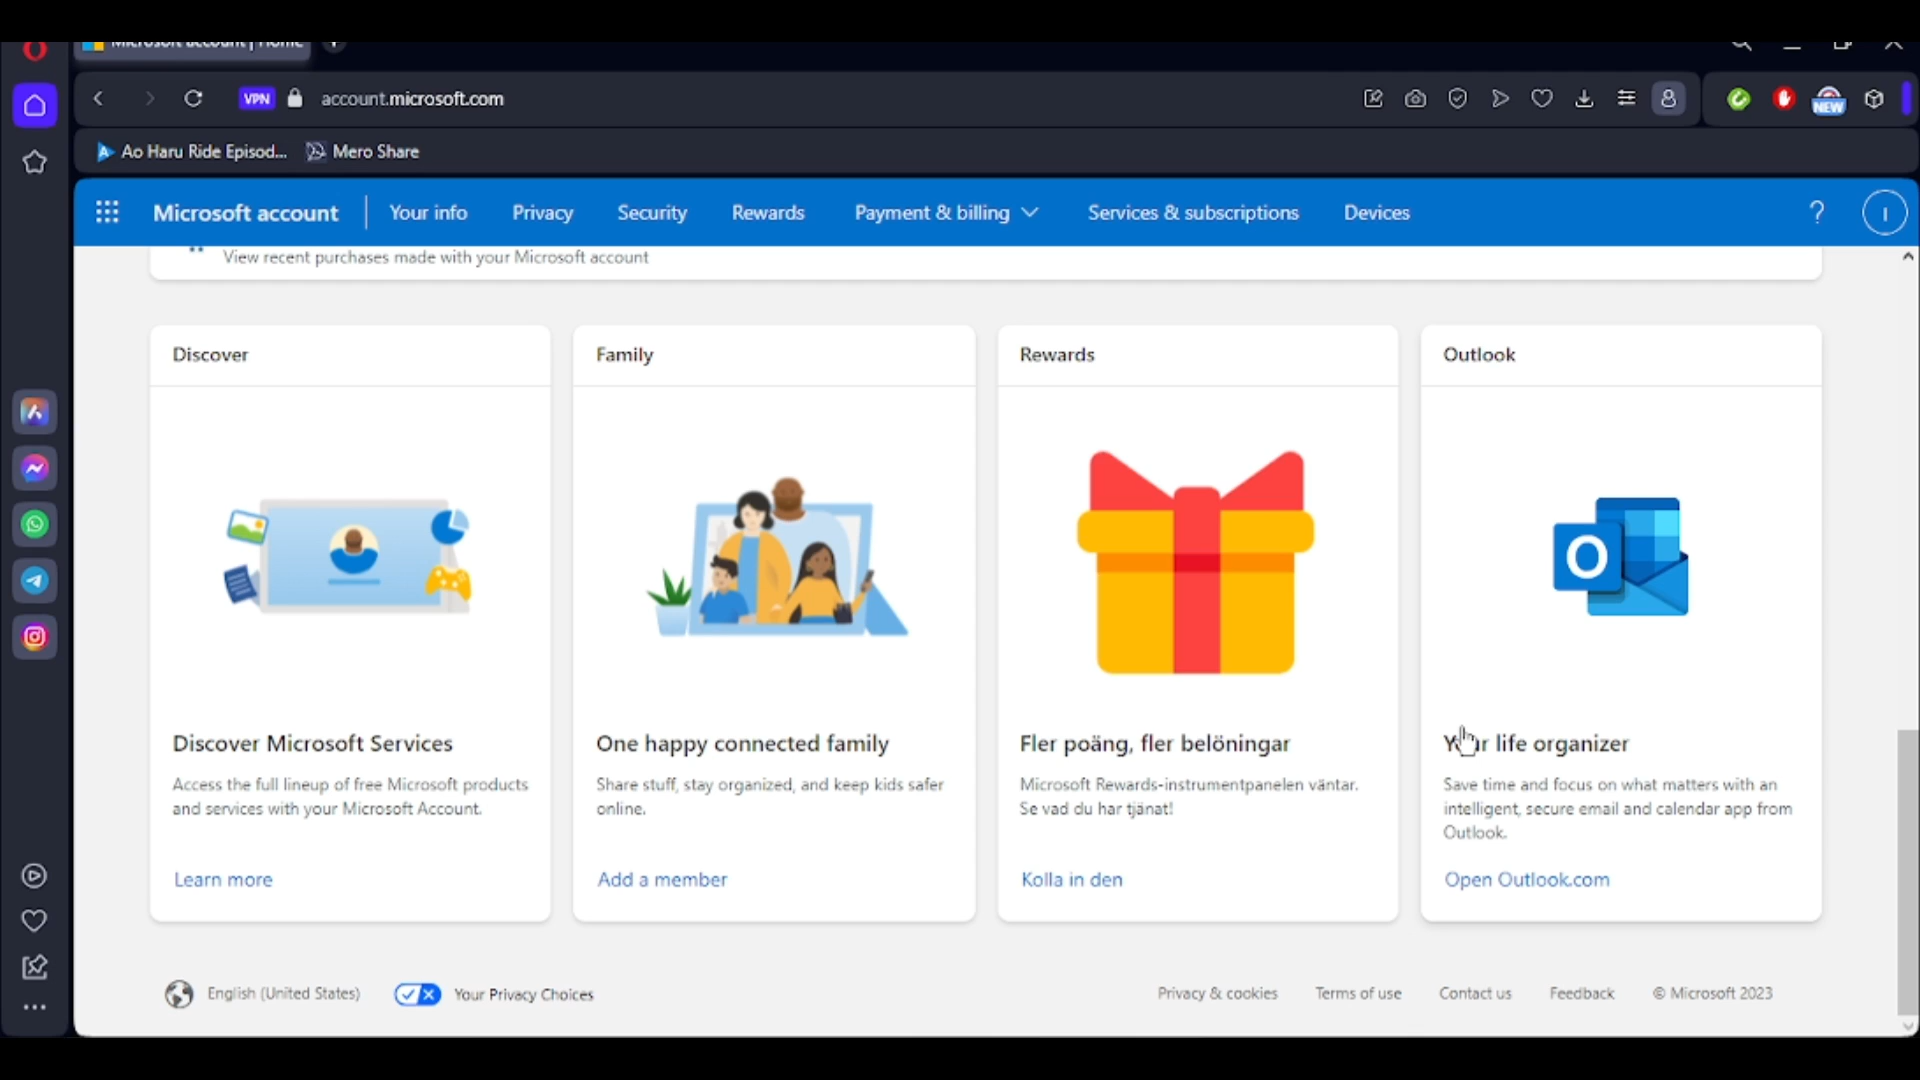 Microsoft account | Home
VPN account.microsoft.com
NEW
Ao Haru Ride Episod... Mero Share
Microsoft account Your info Privacy Security Rewards Payment & billing Services & subscriptions Devices ? I
View recent purchases made with your Microsoft account
Discover
Family
Rewards
Outlook
O
Discover Microsoft Services
Access the full lineup of free Microsoft products
and services with your Microsoft Account.
Learn more
One happy connected family
Share stuff, stay organized, and keep kids safer
online.
Add a member
Fler poäng, fler belöningar
Microsoft Rewards-instrumentpanelen väntar.
Se vad du har tjänat!
Kolla in den
Your life organizer
Save time and focus on what matters with an
intelligent, secure email and calendar app from
Outlook.
Open Outlook.com
English (United States) Your Privacy Choices Privacy & cookies Terms of use Contact us Feedback © Microsoft 2023